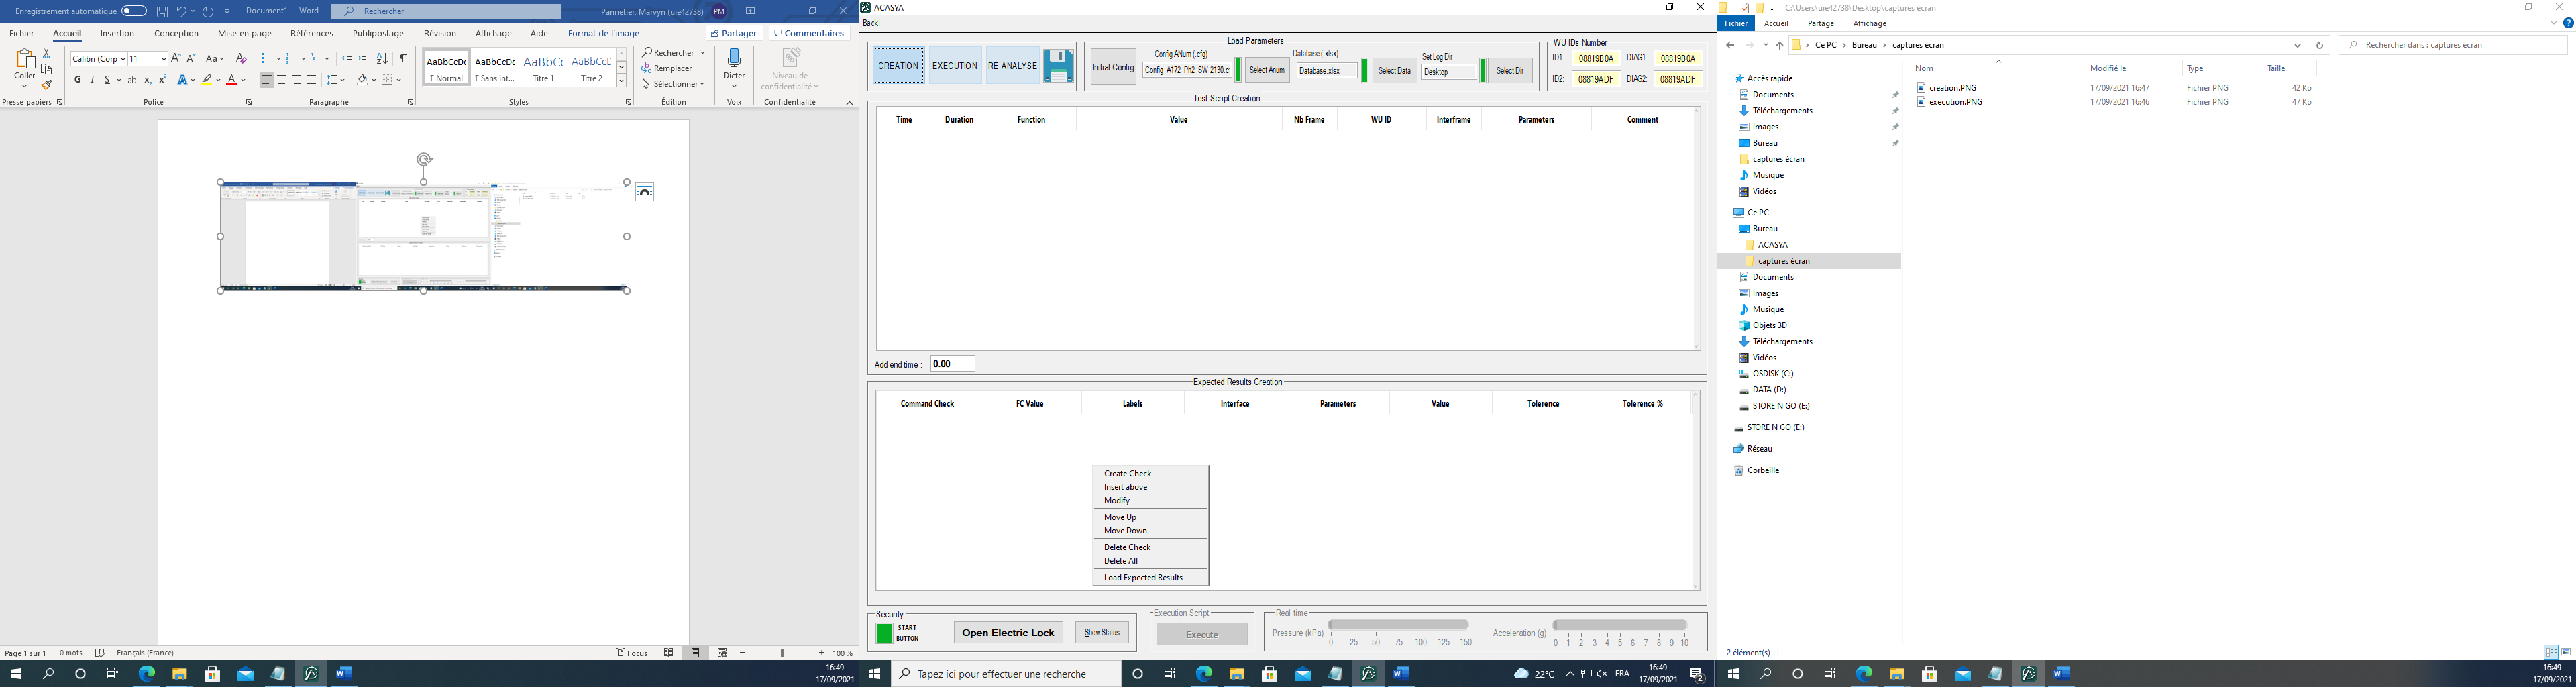 Enregistrement automatique
Document1 - Word
Rechercher
Pannetier, Marvyn (uie42738)
PM
Fichier Accueil Insertion Conception Mise en page Références Publipostage Révision Affichage Aide Format de l'image
Partager
Commentaires
Coller
Calibri (Corp
11
Aa
G I S ab x₂ x²
AaBbCcDc AaBbCcDc AaBbC( AaBbCcD
¶ Normal ¶ Sans int... Titre 1 Titre 2
Rechercher
Remplacer
Sélectionner
Dicter
Niveau de
confidentialité
Presse-papiers Police Paragraphe Styles Édition Voix Confidentialité
Page 1 sur 1 0 mots Français (France)
Focus
100 %
16:49
17/09/2021
ACASYA
Back!
CREATION EXECUTION RE-ANALYSE
Load Parameters
Initial Config
Config ANum (.cfg)
Config_A172_Ph2_SW-2130.c
Select Anum
Database (.xlsx)
Database.xlsx
Select Data
Set Log Dir
Desktop
Select Dir
WU IDs Number
ID1: 08819B0A DIAG1: 08819B0A
ID2: 08819ADF DIAG2: 08819ADF
Test Script Creation
Time Duration Function Value Nb Frame WU ID Interframe Parameters Comment
Add end time : 0.00
Expected Results Creation
Command Check FC Value Labels Interface Parameters Value Tolerence Tolerence %
Create Check
Insert above
Modify
Move Up
Move Down
Delete Check
Delete All
Load Expected Results
Security
START
BUTTON
Open Electric Lock
Show Status
Execution Script
Execute
Real-time
Pressure (kPa)
0 25 50 75 100 125 150
Acceleration (g)
0 1 2 3 4 5 6 7 8 9 10
Tapez ici pour effectuer une recherche
22°C
FRA
16:49
17/09/2021
2
C:\Users\uie42738\Desktop\captures écran
Fichier Accueil Partage Affichage
Ce PC > Bureau > captures écran
Rechercher dans : captures écran
Nom Modifié le Type Taille
creation.PNG 17/09/2021 16:47 Fichier PNG 42 Ko
execution.PNG 17/09/2021 16:46 Fichier PNG 47 Ko
Accès rapide
Documents
Téléchargements
Images
Bureau
captures écran
Musique
Vidéos
Ce PC
Bureau
ACASYA
captures écran
Documents
Images
Musique
Objets 3D
Téléchargements
Vidéos
OSDISK (C:)
DATA (D:)
STORE N GO (E:)
STORE N GO (E:)
Réseau
Corbeille
2 élément(s)
16:49
17/09/2021